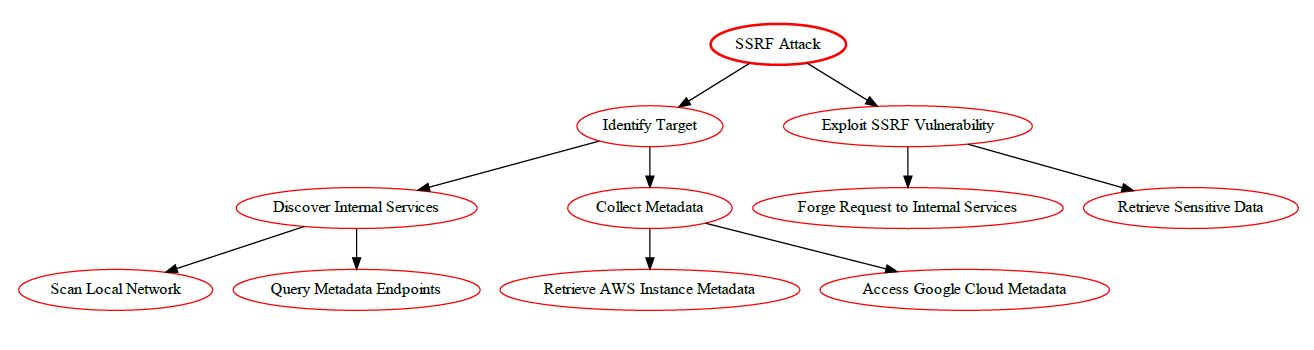 SSRF Attack
Identify Target
Exploit SSRF Vulnerability
Discover Internal Services
Collect Metadata
Forge Request to Internal Services
Retrieve Sensitive Data
Scan Local Network
Query Metadata Endpoints
Retrieve AWS Instance Metadata
Access Google Cloud Metadata